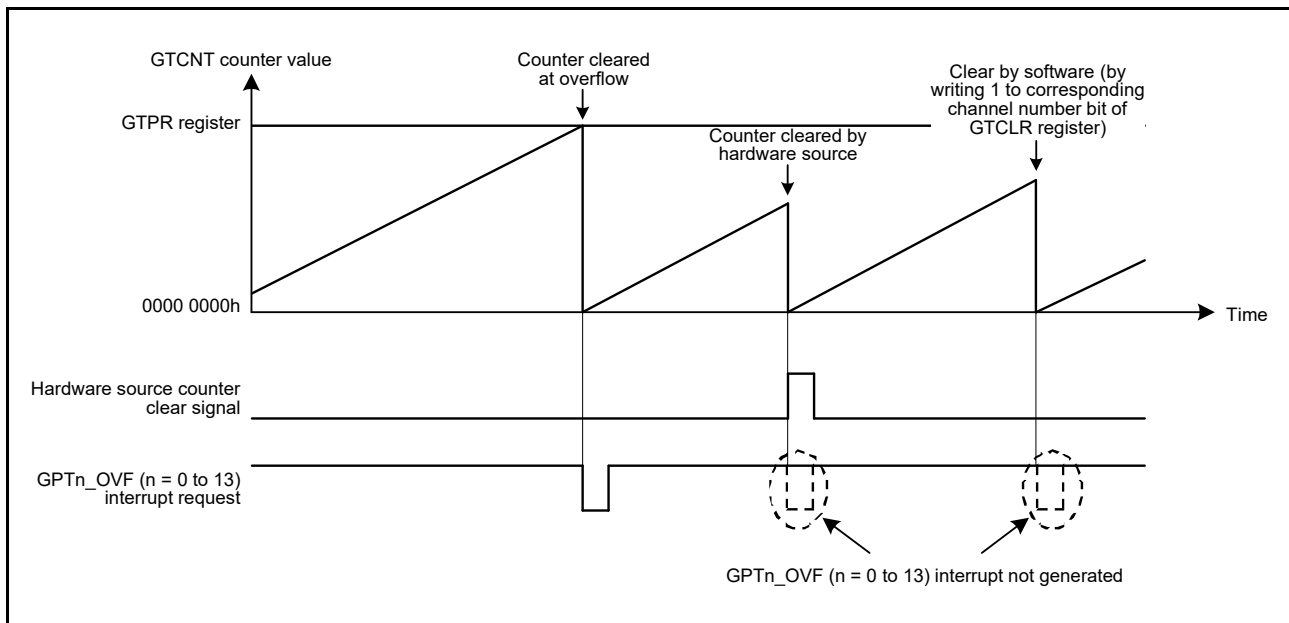 GTCNT counter value
Counter cleared
at overflow
Clear by software (by
writing 1 to corresponding
channel number bit of
GTCLR register)
GTPR register
Counter cleared by
hardware source
0000 0000h
Time
Hardware source counter
clear signal
GPTn_OVF (n = 0 to 13)
interrupt request
GPTn_OVF (n = 0 to 13) interrupt not generated